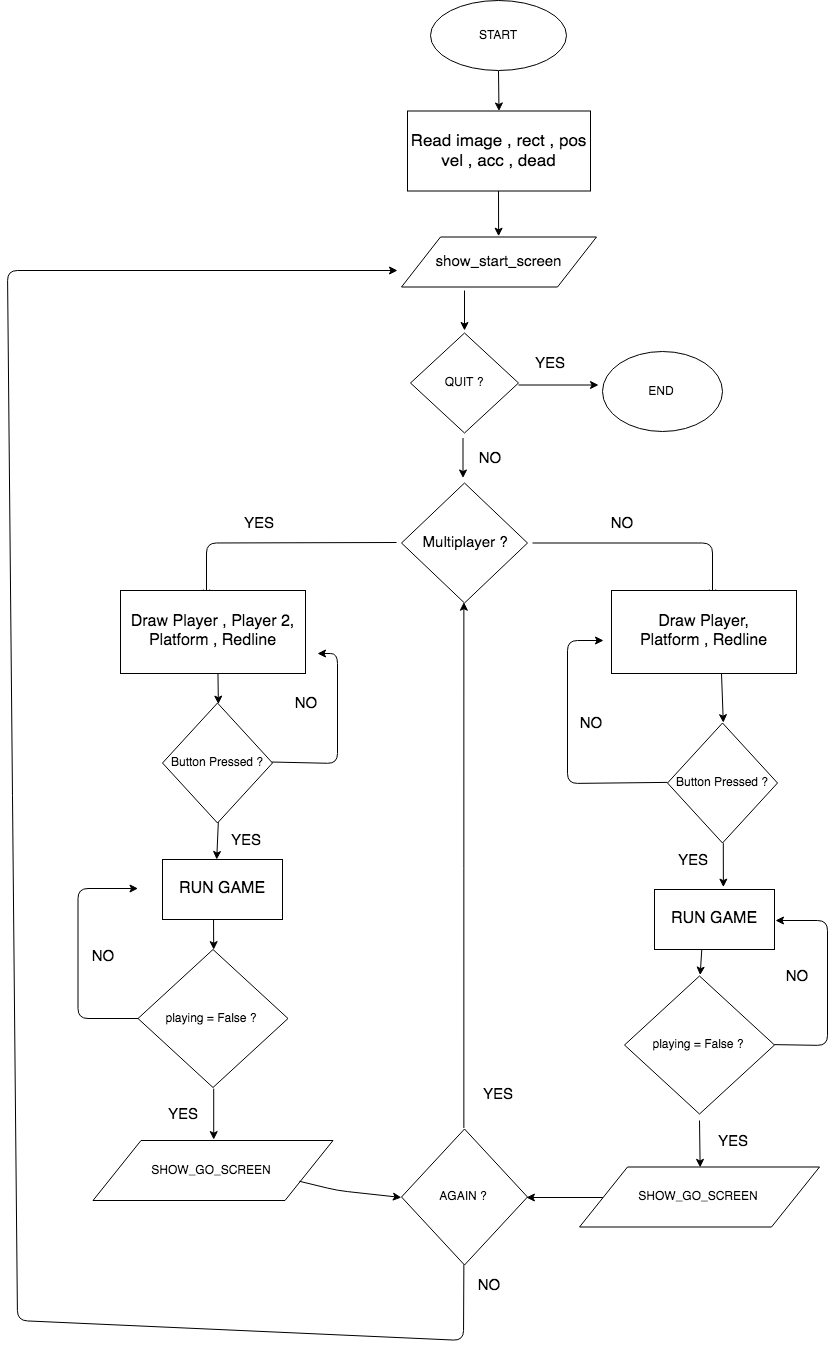 START
Read image , rect , pos
vel , acc , dead
show_start_screen
QUIT ?
YES
END
NO
Multiplayer ?
YES
NO
Draw Player , Player 2,
Platform , Redline
NO
Button Pressed ?
YES
RUN GAME
NO
playing = False ?
YES
SHOW_GO_SCREEN
Draw Player,
Platform , Redline
NO
Button Pressed ?
YES
RUN GAME
NO
playing = False ?
YES
SHOW_GO_SCREEN
YES
AGAIN ?
NO